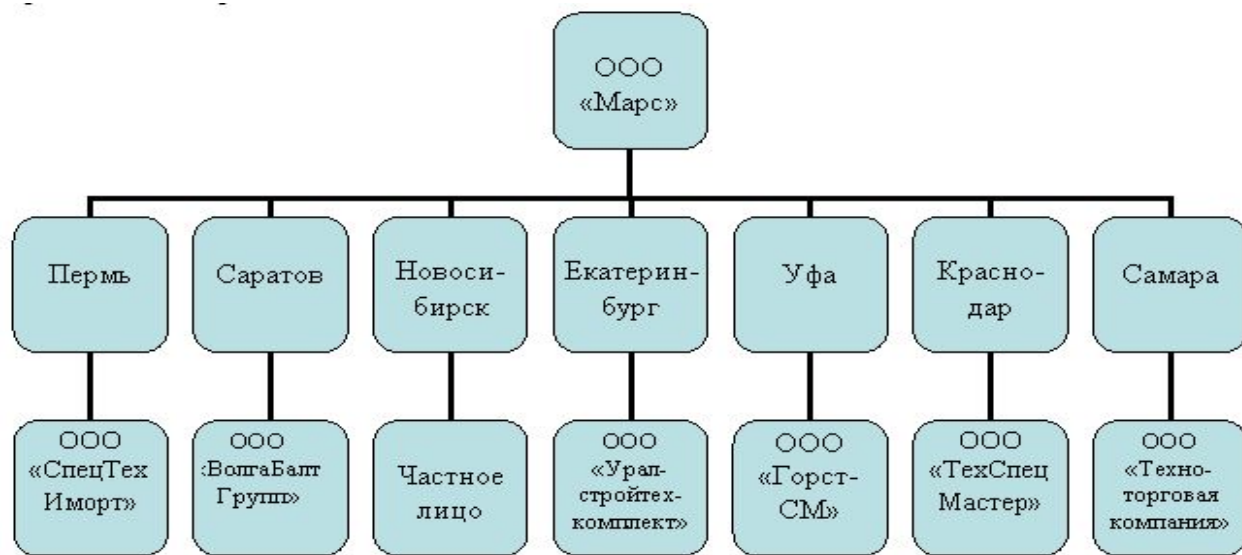 ООО
«Марс»
Пермь
Саратов
Новоси-
бирск
Екатерин-
бург
Уфа
Красно-
дар
Самара
ООО
«СпецТех
Иморт»
ООО
«ВолгаБалт
Групп»
Частное
лицо
ООО
«Урал-
стройтех-
комплект»
ООО
«Горст-
СМ»
ООО
«ТехСпец
Мастер»
ООО
«Техно-
торговая
компания»